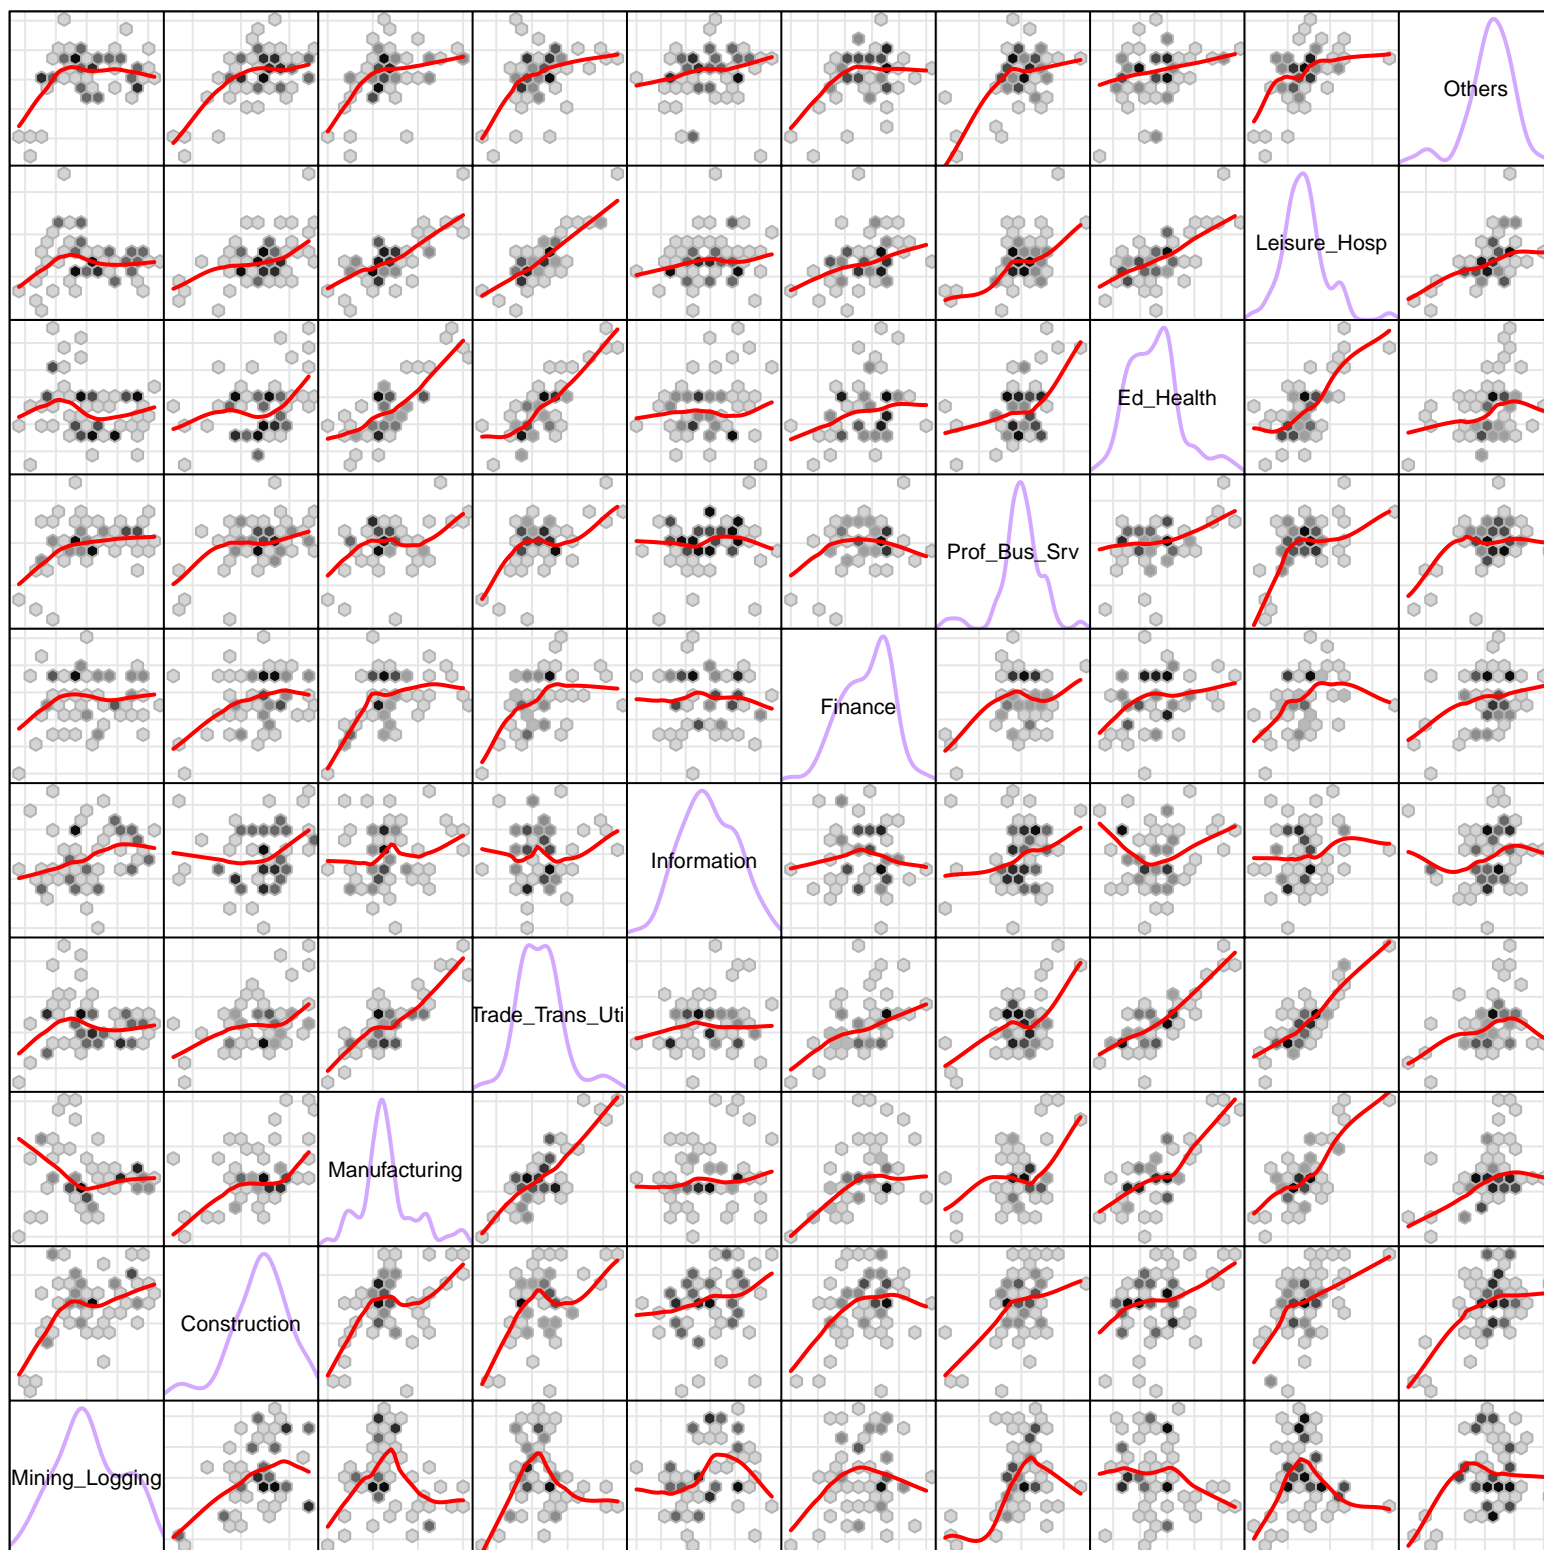 Others
Leisure_Hosp
Ed_Health
Prof_Bus_Srv
Finance
Information
Trade_Trans_Uti
Manufacturing
Construction
Mining_Logging